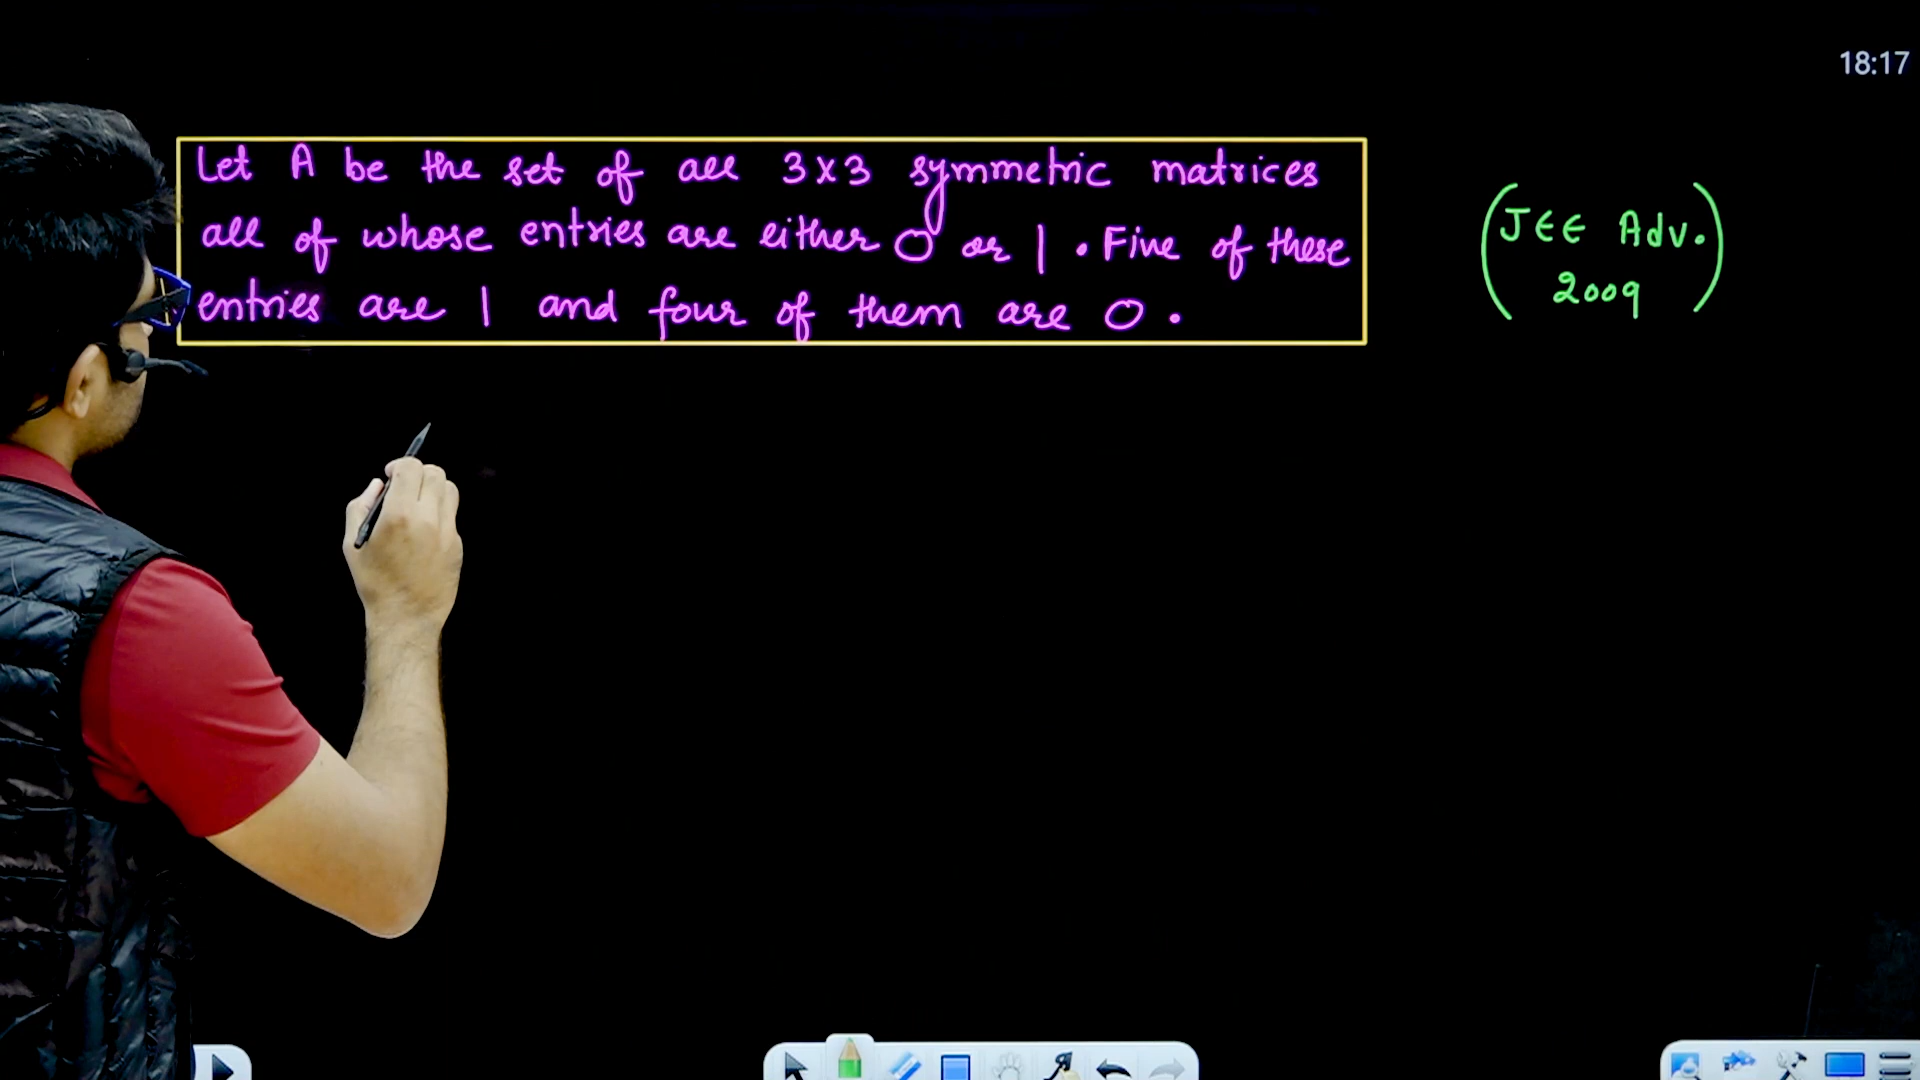 18:17
Let A be the set of all 3x3 symmetric matrices
all of whose entries are either 0 or 1. Five of these
entries are 1 and four of them are 0.
(JEE Adv.
2009)